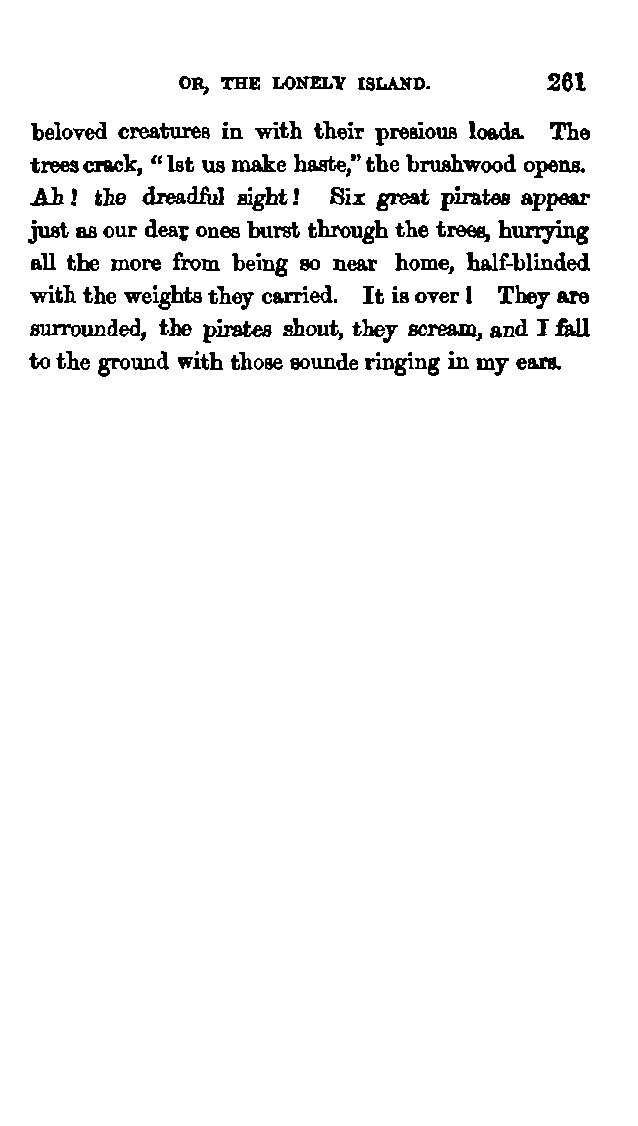 OR, THE LONELY ISLAND. 261
beloved creatures in with their presious loads. The
trees crack, "lst us make haste," the brushwood opens.
Ah! the dreadful sight! Six great pirates appear
just as our dear ones burst through the trees, hurrying
all the more from being so near home, half-blinded
with the weights they carried. It is over! They are
surrounded, the pirates shout, they scream, and I fall
to the ground with those sounde ringing in my ears.